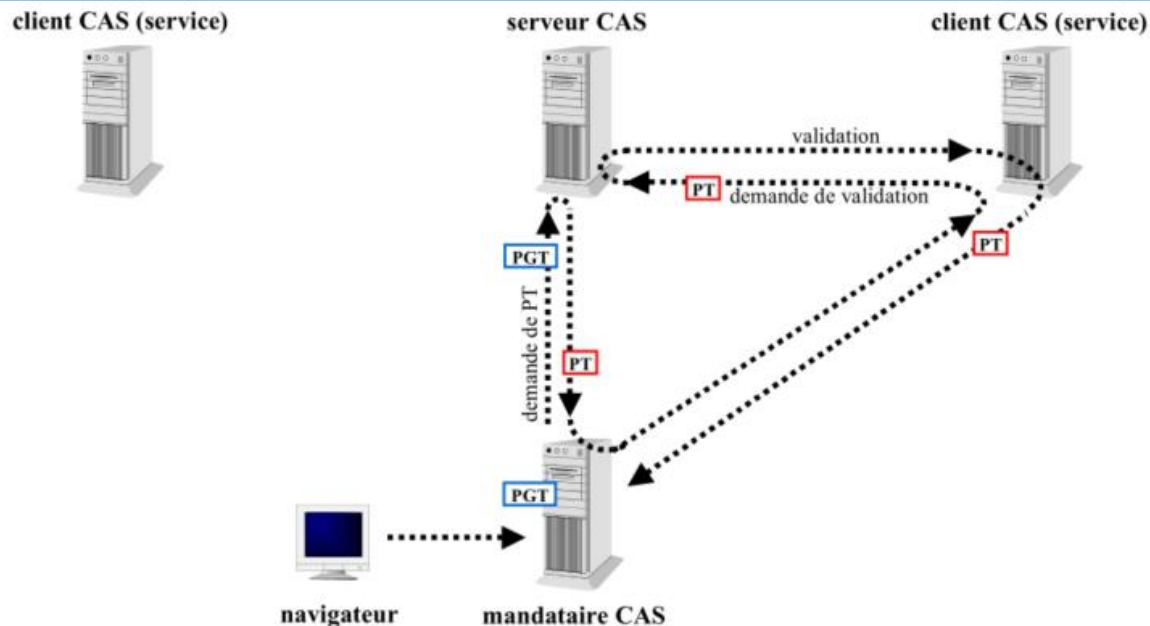 client CAS (service)
serveur CAS
client CAS (service)
validation
PT
demande de validation
PT
PGT
demande de PT
PT
PGT
navigateur
mandataire CAS